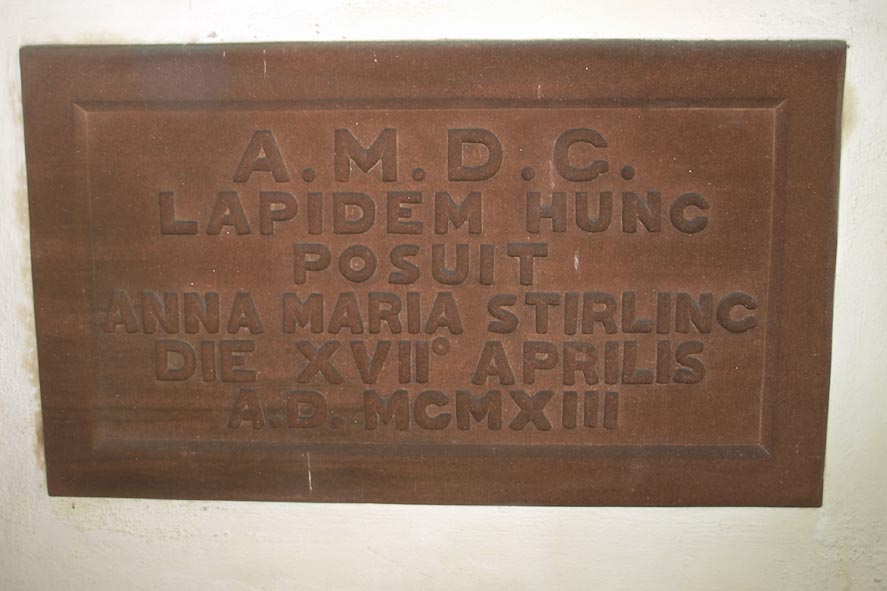 A.M.D.G.
LAPIDEM HUNC
POSUIT
ANNA MARIA STIRLING
DIE XVII° APRILIS
A.D. MCMXIII